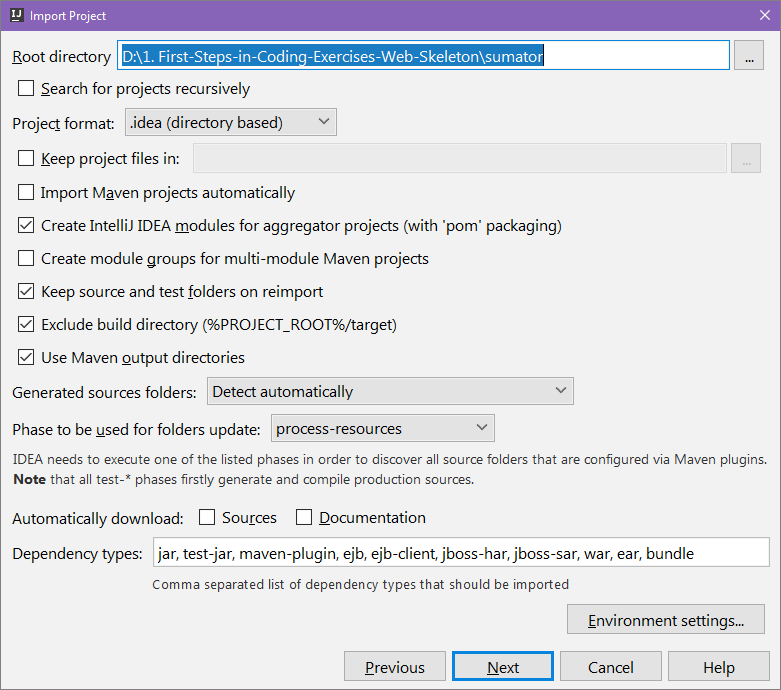 IJ Import Project
Root directory D:\1. First-Steps-in-Coding-Exercises-Web-Skeleton\sumator ...
Search for projects recursively
Project format: .idea (directory based)
Keep project files in: ...
Import Maven projects automatically
Create IntelliJ IDEA modules for aggregator projects (with 'pom' packaging)
Create module groups for multi-module Maven projects
Keep source and test folders on reimport
Exclude build directory (%PROJECT_ROOT%/target)
Use Maven output directories
Generated sources folders: Detect automatically
Phase to be used for folders update: process-resources
IDEA needs to execute one of the listed phases in order to discover all source folders that are configured via Maven plugins.
Note that all test-* phases firstly generate and compile production sources.
Automatically download: Sources Documentation
Dependency types: jar, test-jar, maven-plugin, ejb, ejb-client, jboss-har, jboss-sar, war, ear, bundle
Comma separated list of dependency types that should be imported
Environment settings...
Previous Next Cancel Help